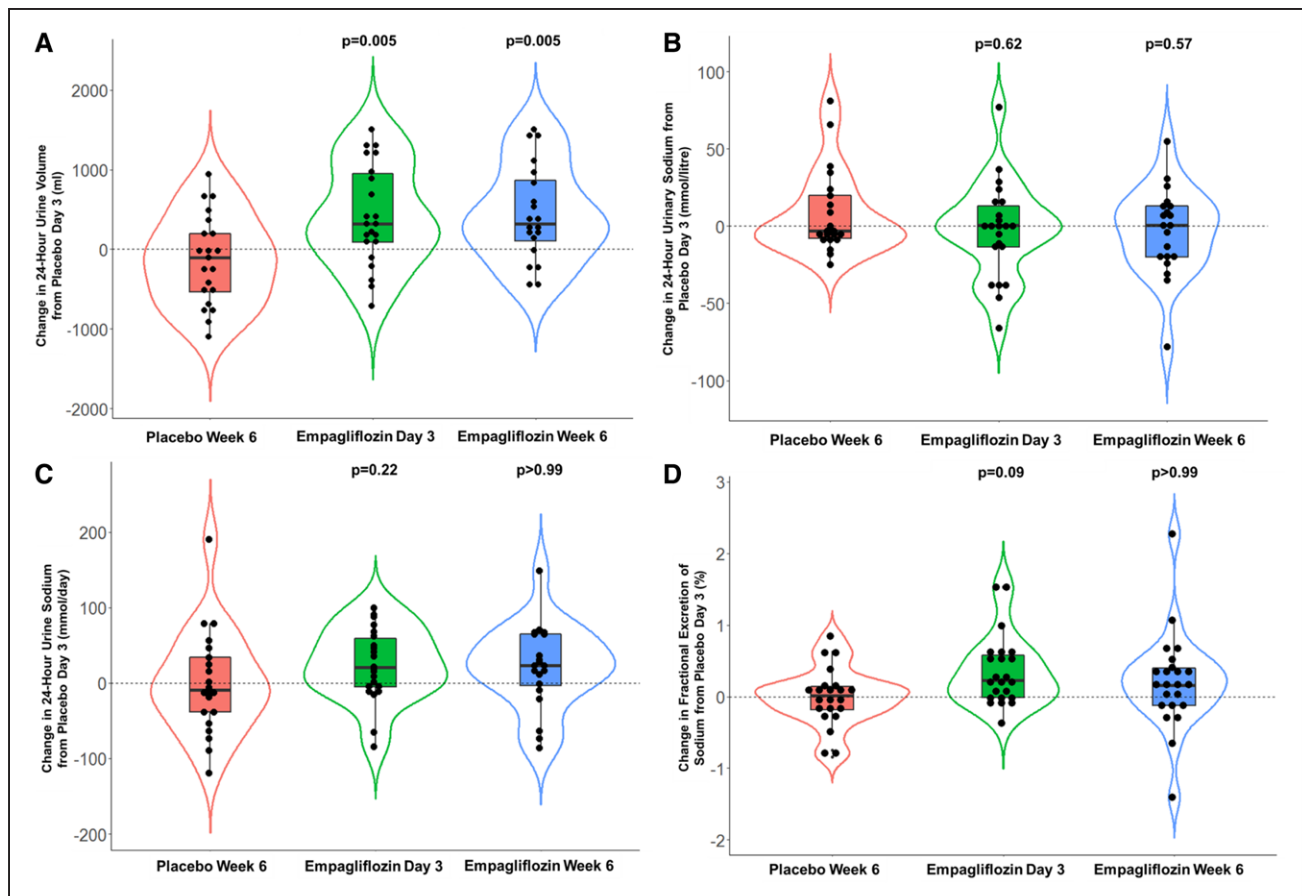 A
p=0.005
p=0.005
Change in 24-Hour Urine Volume
from Placebo Day 3 (ml)
2000
1000
0
-1000
-2000
Placebo Week 6
Empagliflozin Day 3
Empagliflozin Week 6
B
p=0.62
p=0.57
Change in 24-Hour Urinary Sodium from
Placebo Day 3 (mmol/litre)
100
50
0
-50
-100
Placebo Week 6
Empagliflozin Day 3
Empagliflozin Week 6
C
p=0.22
p>0.99
Change in 24-Hour Urine Sodium
from Placebo Day 3 (mmol/day)
200
100
0
-100
-200
Placebo Week 6
Empagliflozin Day 3
Empagliflozin Week 6
D
p=0.09
p>0.99
Change in Fractional Excretion of
Sodium from Placebo Day 3 (%)
3
2
1
0
-1
-2
Placebo Week 6
Empagliflozin Day 3
Empagliflozin Week 6